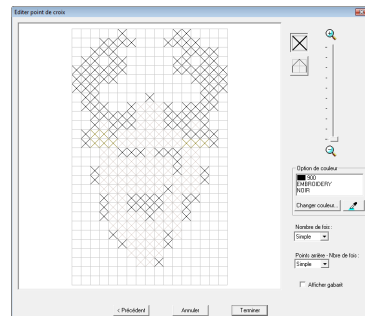 Editer point de croix
Option de couleur
900
EMBROIDERY
NOIR
Changer couleur...
Nombre de fois :
Simple
Points arrière - Nbre de fois :
Simple
Afficher gabarit
< Précédent
Annuler
Terminer